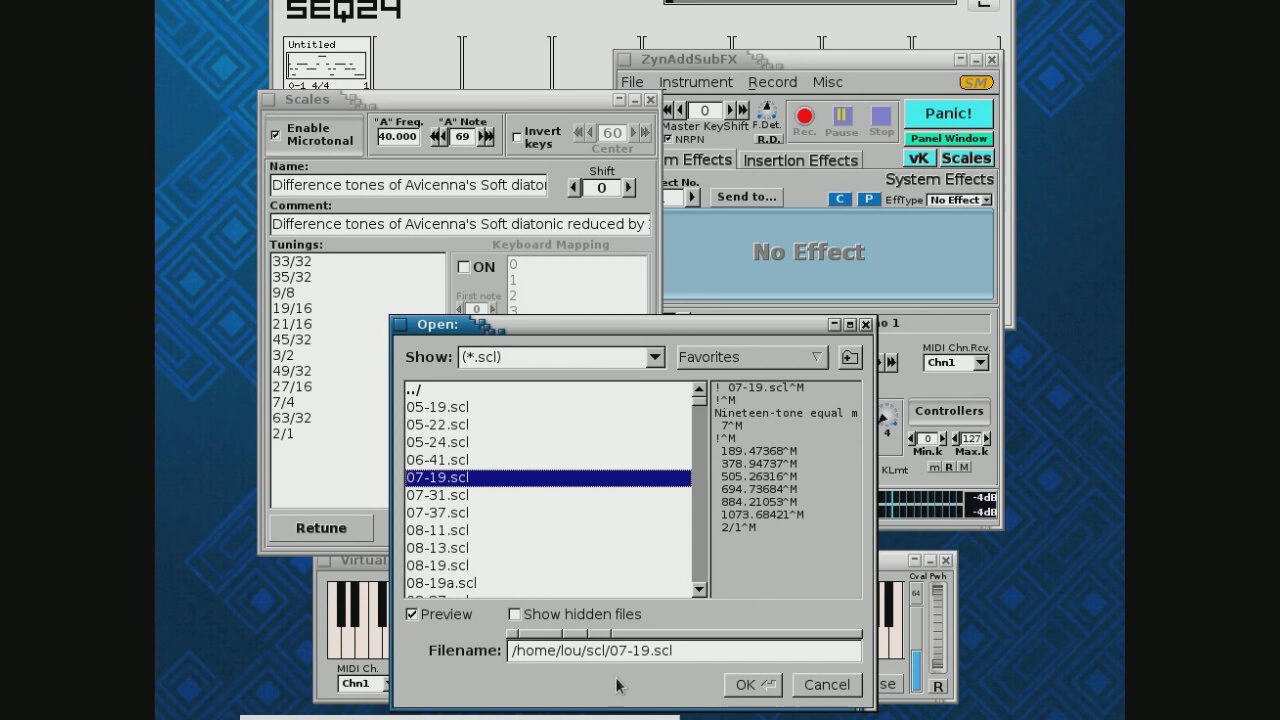 SEQ24
Untitled
0-1 4/4 1
ZynAddSubFX
File Instrument Record Misc
SM
0
Master KeyShift
F.Det.
R.D.
NRPN
Rec. Pause Stop
Panic!
Panel Window
vK Scales
m Effects Insertion Effects
System Effects
ect No.
Send to...
C P EffType No Effect
No Effect
Scales
Enable Microtonal
"A" Freq. "A" Note
40.000 69
Invert keys
60
Center
Name:
Difference tones of Avicenna's Soft diator
Shift
0
Comment:
Difference tones of Avicenna's Soft diatonic reduced by
Tunings:
33/32
35/32
9/8
19/16
21/16
45/32
3/2
49/32
27/16
7/4
63/32
2/1
Retune
Keyboard Mapping
ON
First note
0
0
1
2
3
Open:
Show: (*.scl) Favorites
../
05-19.scl
05-22.scl
05-24.scl
06-41.scl
07-19.scl
07-31.scl
07-37.scl
08-11.scl
08-13.scl
08-19.scl
08-19a.scl
! 07-19.scl^M
!^M
Nineteen-tone equal m
7^M
!^M
189.47368^M
378.94737^M
505.26316^M
694.73684^M
884.21053^M
1073.68421^M
2/1^M
Preview Show hidden files
Filename: /home/lou/scl/07-19.scl
OK Cancel
no 1
MIDI Chn.Rcv.
Chn1
4
Controllers
0 127
Min.k Max.k
KLmt m R M
-4dB
-4dB
Virtual
MIDI Ch.
Chn1
Cval Pwh
64
se
R